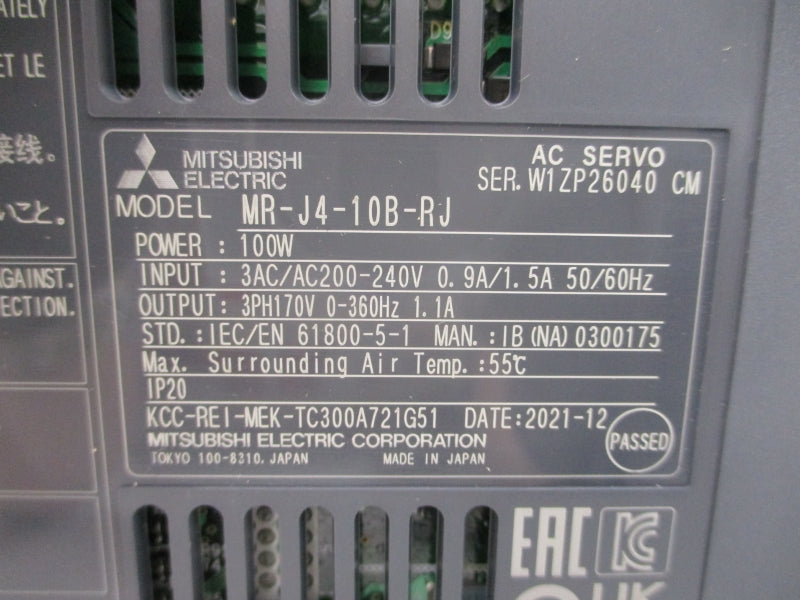 ATELY
ET LE
接线。
いこと。
AGAINST.
ECTION.
D9
MITSUBISHI
ELECTRIC
AC SERVO
SER. W1ZP26040 CM
MODEL MR-J4-10B-RJ
POWER : 100W
INPUT : 3AC/AC200-240V 0.9A/1.5A 50/60Hz
OUTPUT: 3PH170V 0-360Hz 1.1A
STD.: IEC/EN 61800-5-1 MAN.: IB(NA)0300175
Max. Surrounding Air Temp.:55℃
IP20
KCC-REI-MEK-TC300A721G51 DATE:2021-12
MITSUBISHI ELECTRIC CORPORATION
TOKYO 100-8310, JAPAN MADE IN JAPAN
PASSED
EAC
KC
UK